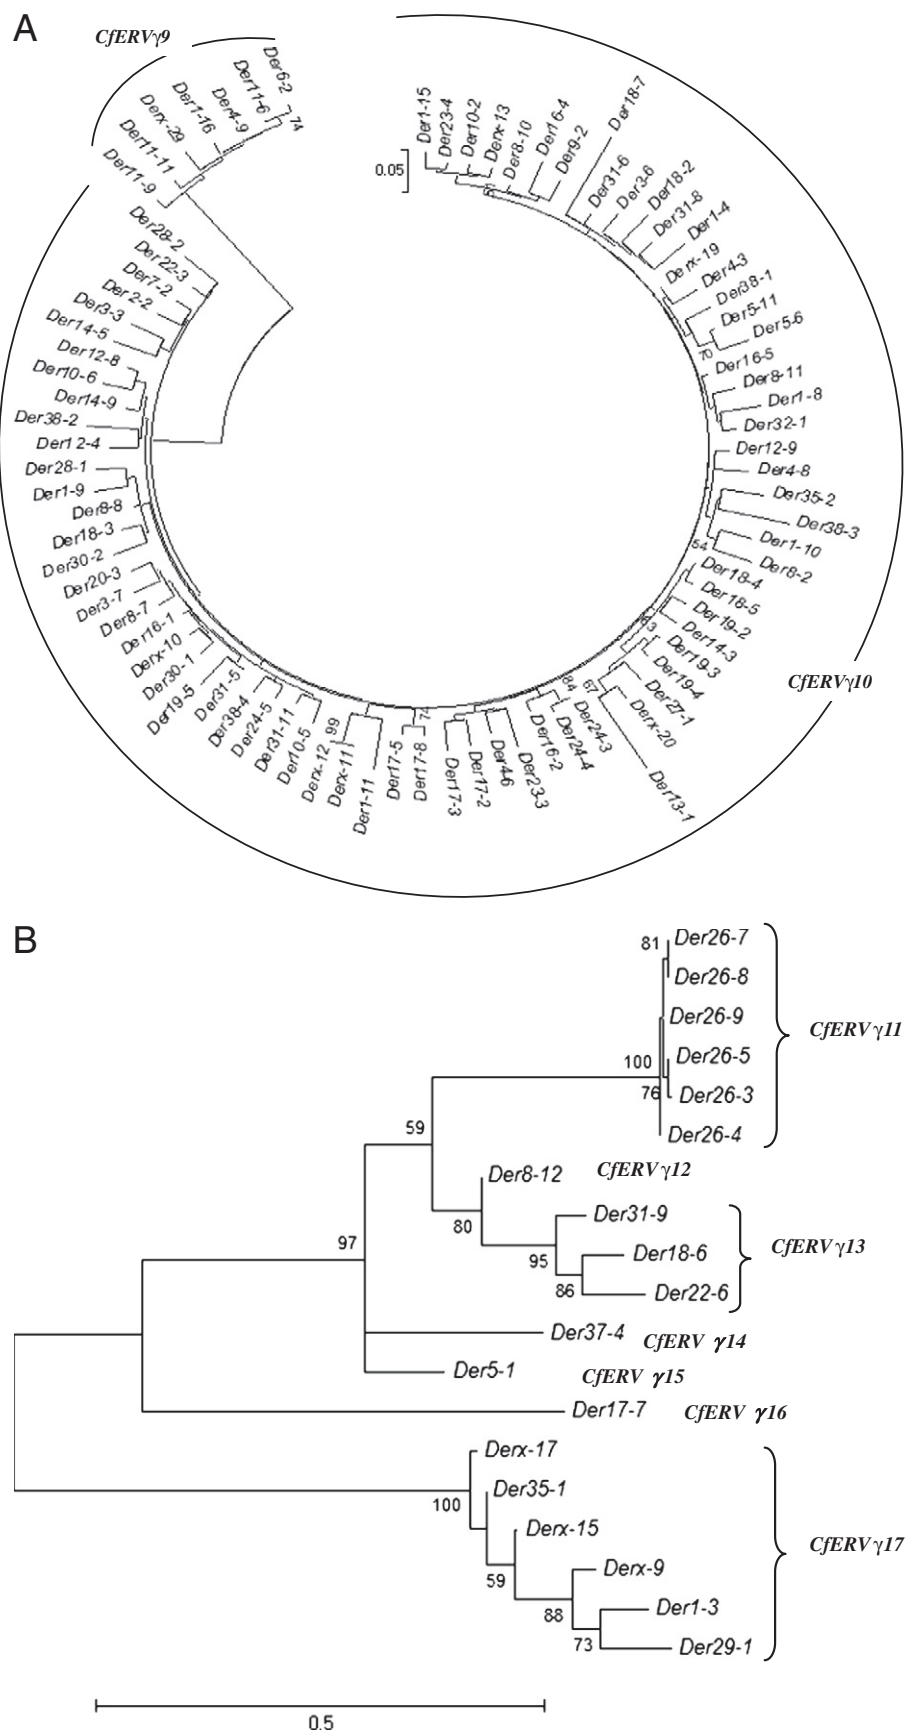 A
CfERVγ9
Der6-2
Der11-6
Der4-9
Der1-16
Derx-29
Der11-11
Der11-9
74
0.05
Der1-15
Der23-4
Der10-2
Derx-13
Der8-10
Der16-4
Der9-2
Der18-7
Der31-6
Der3-6
Der18-2
Der31-8
Der1-4
Derx-19
Der4-3
Der38-1
Der5-11
Der5-6
70
Der16-5
Der8-11
Der1-8
Der32-1
Der12-9
Der4-8
Der35-2
Der38-3
Der1-10
Der8-2
54
Der18-4
Der18-5
Der19-2
Der14-3
Der19-3
Der19-4
Der27-1
Derx-20
Der13-1
67
84
Der24-3
Der24-4
Der16-2
Der23-3
Der4-6
Der17-2
Der17-3
Der17-8
Der17-5
Der1-11
Derx-11
99
Derx-12
Der10-5
Der31-11
Der24-5
Der38-4
Der31-5
Der19-5
Der30-1
Derx-10
Der16-1
Der8-7
Der3-7
Der20-3
Der30-2
Der18-3
Der8-8
Der1-9
Der28-1
Der12-4
Der38-2
Der14-9
Der10-6
Der12-8
Der14-5
Der3-3
Der2-2
Der7-2
Der22-3
Der28-2
CfERVγ10
B
81
Der26-7
Der26-8
Der26-9
CfERVγ11
100
Der26-5
76
Der26-3
Der26-4
59
Der8-12
CfERVγ12
80
Der31-9
97
95
Der18-6
CfERVγ13
86
Der22-6
Der37-4
CfERV γ14
Der5-1
CfERV γ15
Der17-7
CfERV γ16
Derx-17
100
Der35-1
Derx-15
CfERVγ17
59
Derx-9
88
Der1-3
73
Der29-1
0.5